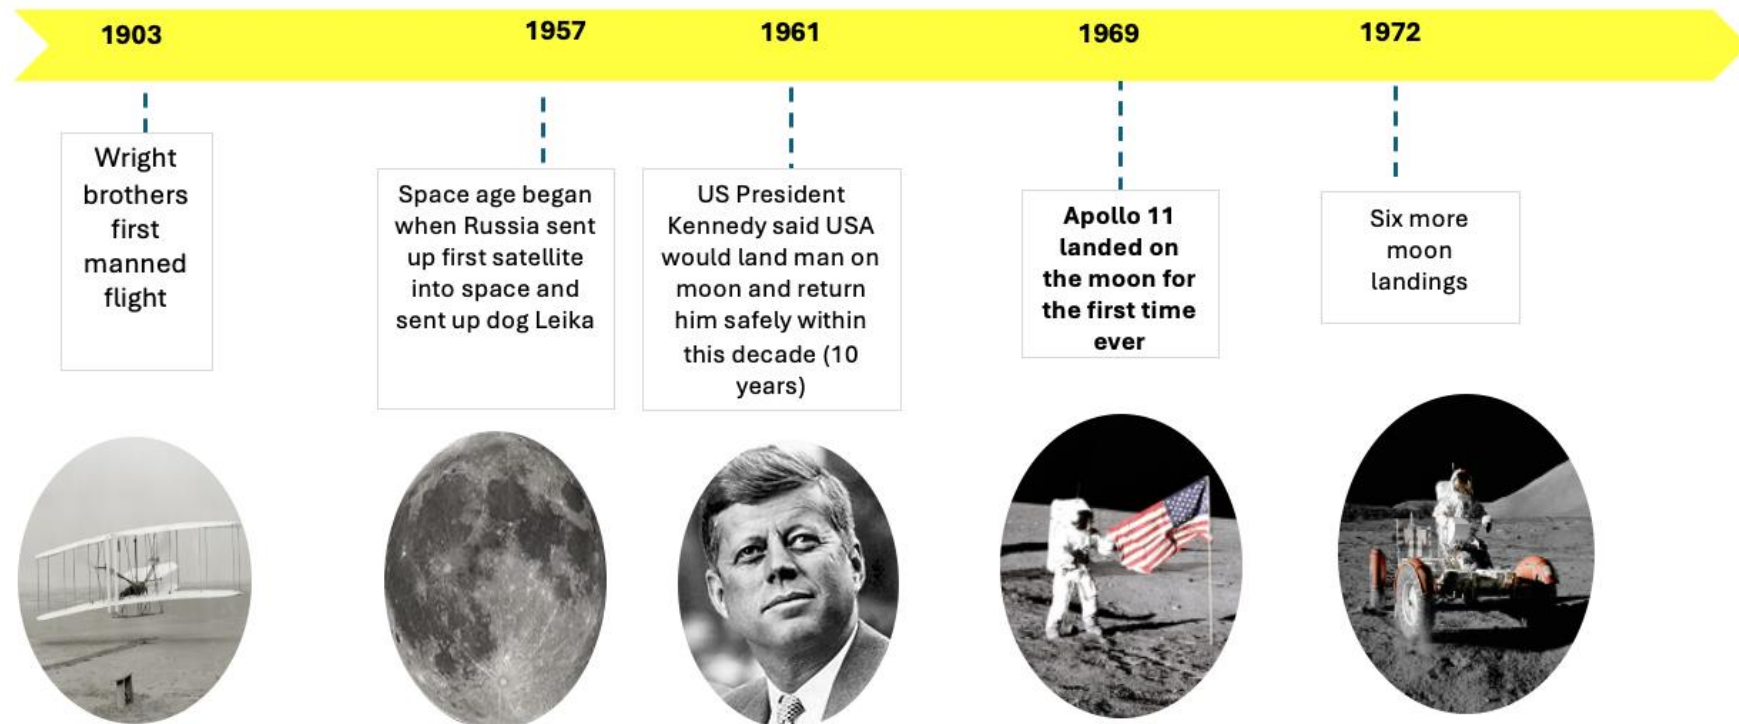 1903
1957
1961
1969
1972
Wright
brothers
first
manned
flight
Space age began
when Russia sent
up first satellite
into space and
sent up dog Leika
US President
Kennedy said USA
would land man on
moon and return
him safely within
this decade (10
years)
Apollo 11
landed on
the moon for
the first time
ever
Six more
moon
landings